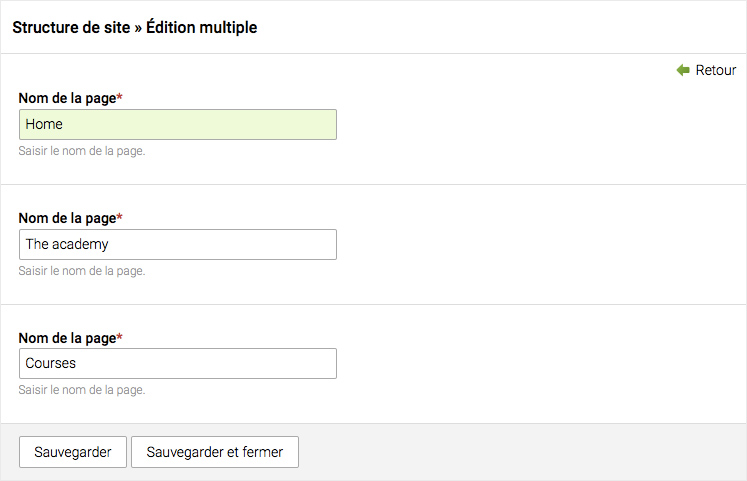 Structure de site » Édition multiple
Retour
Nom de la page*
Home
Saisir le nom de la page.
Nom de la page*
The academy
Saisir le nom de la page.
Nom de la page*
Courses
Saisir le nom de la page.
Sauvegarder Sauvegarder et fermer